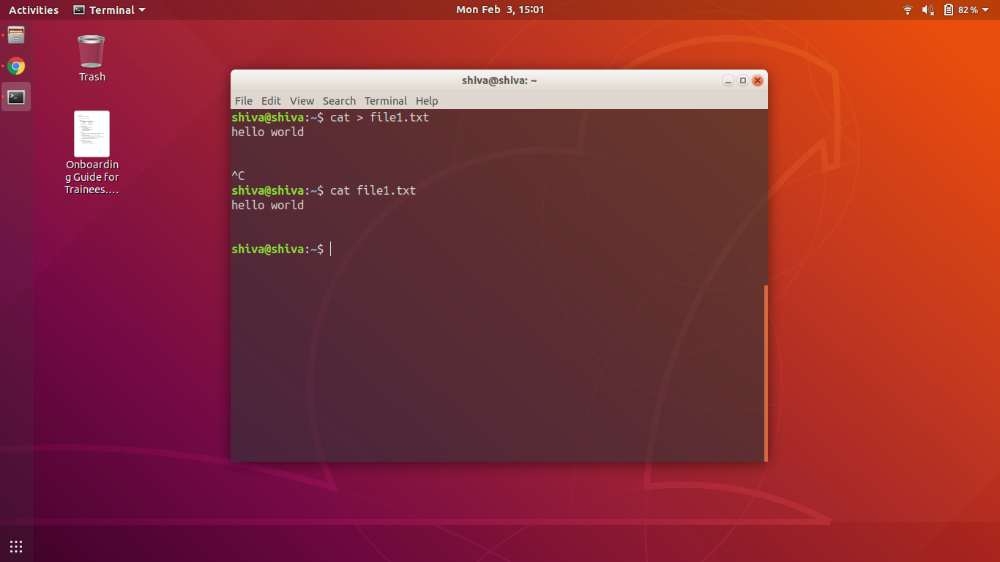 Activities
Terminal
Mon Feb  3, 15:01
82%
Trash
Onboardin
g Guide for
Trainees....
shiva@shiva: ~
File Edit View Search Terminal Help
shiva@shiva:~$ cat > file1.txt
hello world
^C
shiva@shiva:~$ cat file1.txt
hello world
shiva@shiva:~$